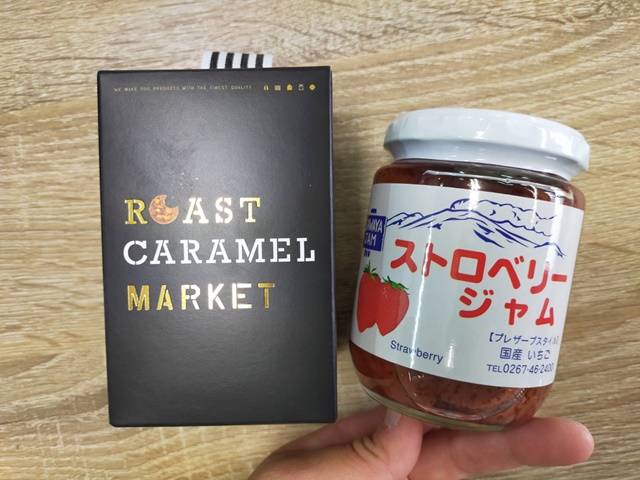 WE MAKE OUR PRODUCTS WITH THE FINEST QUALITY
ROAST
CARAMEL
MARKET
JAM
ストロベリー
ジャム
Strawberry
【プレザーブスタイル】
国産 いちご
TEL0267-46-2400